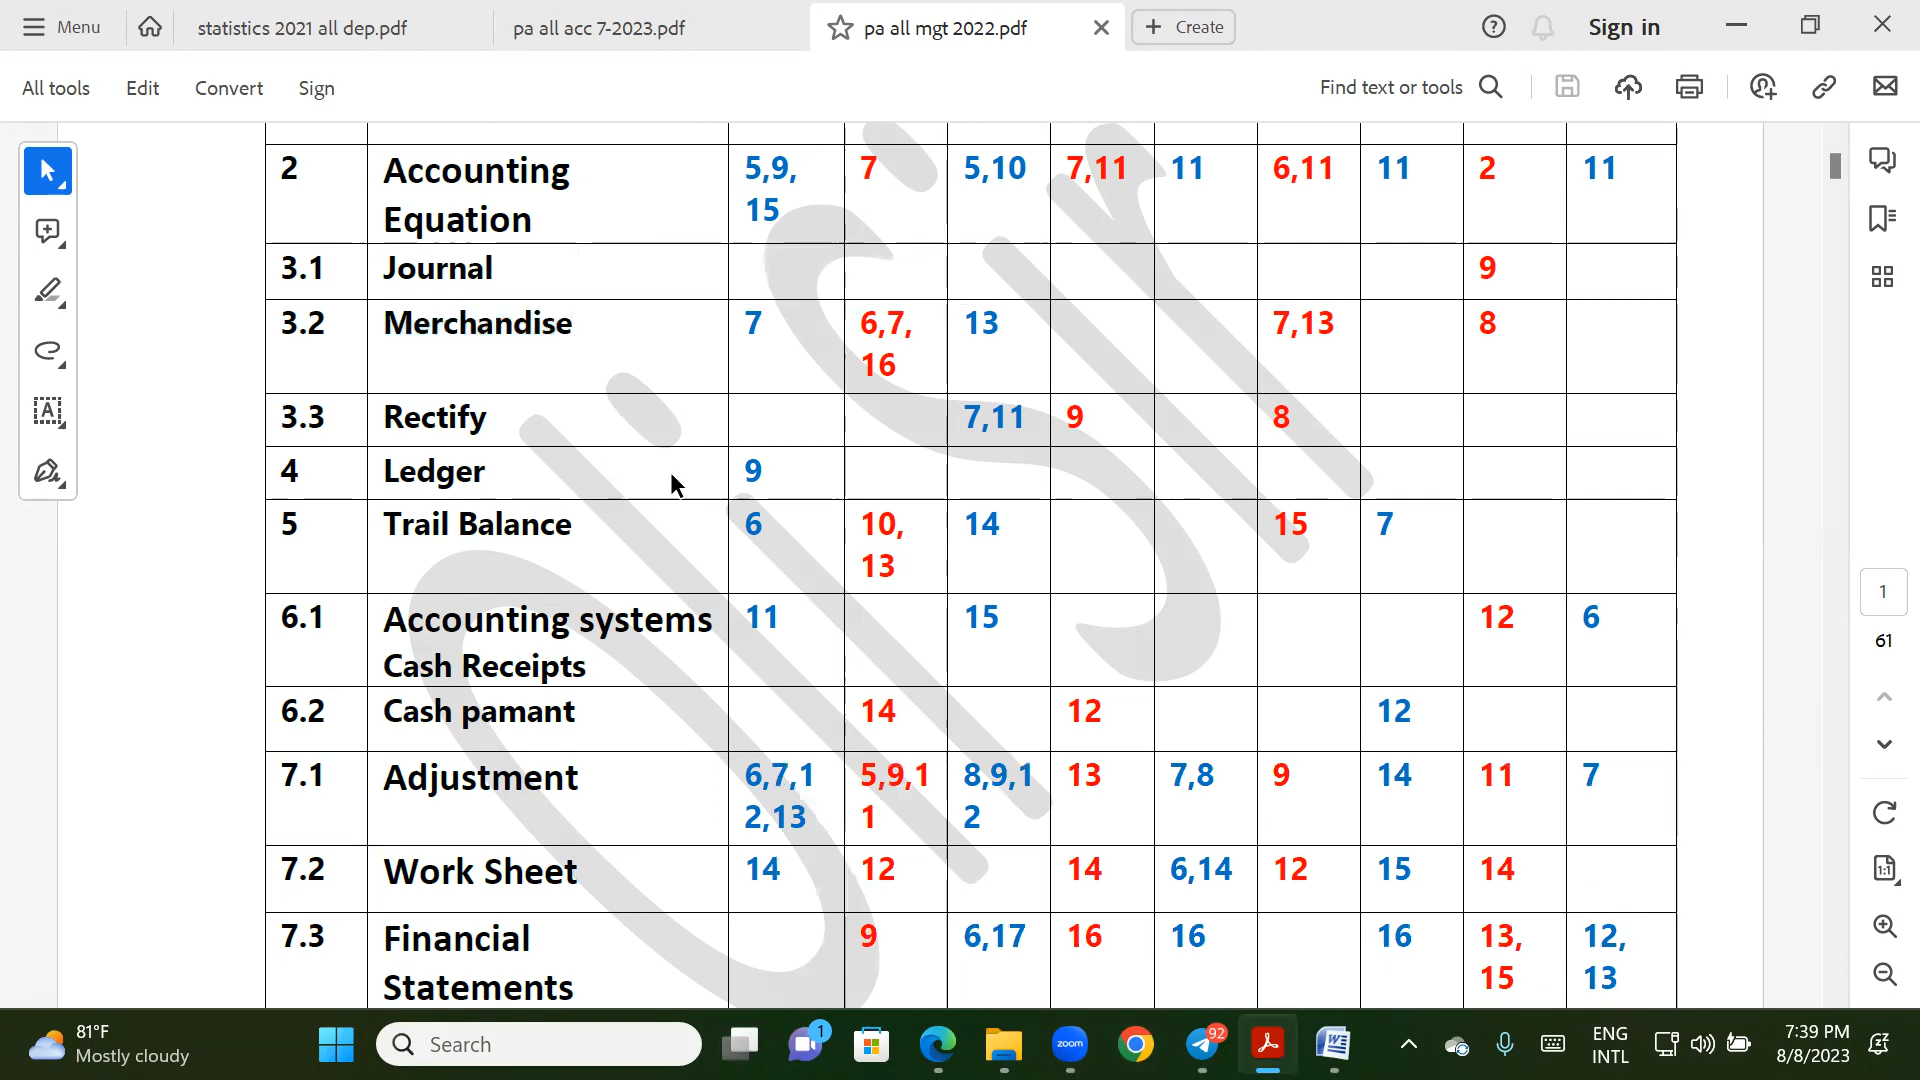 Menu
statistics 2021 all dep.pdf
pa all acc 7-2023.pdf
pa all mgt 2022.pdf
Create
Sign in
All tools
Edit
Convert
Sign
Find text or tools
2 Accounting 5,9, 7 5,10 7,11 11 6,11 11 2 11
Equation 15
3.1 Journal 9
3.2 Merchandise 7 6,7, 13 7,13 8
16
3.3 Rectify 7,11 9 8
4 Ledger 9
5 Trail Balance 6 10, 14 15 7
13
6.1 Accounting systems 11 15 12 6
Cash Receipts
6.2 Cash pamant 14 12 12
7.1 Adjustment 6,7,1 5,9,1 8,9,1 13 7,8 9 14 11 7
2,13 1 2
7.2 Work Sheet 14 12 14 6,14 12 15 14
7.3 Financial 9 6,17 16 16 16 13, 12,
Statements 15 13
1
61
1:1
81°F
Mostly cloudy
Search
1
zoom
92
ENG
INTL
7:39 PM
8/8/2023